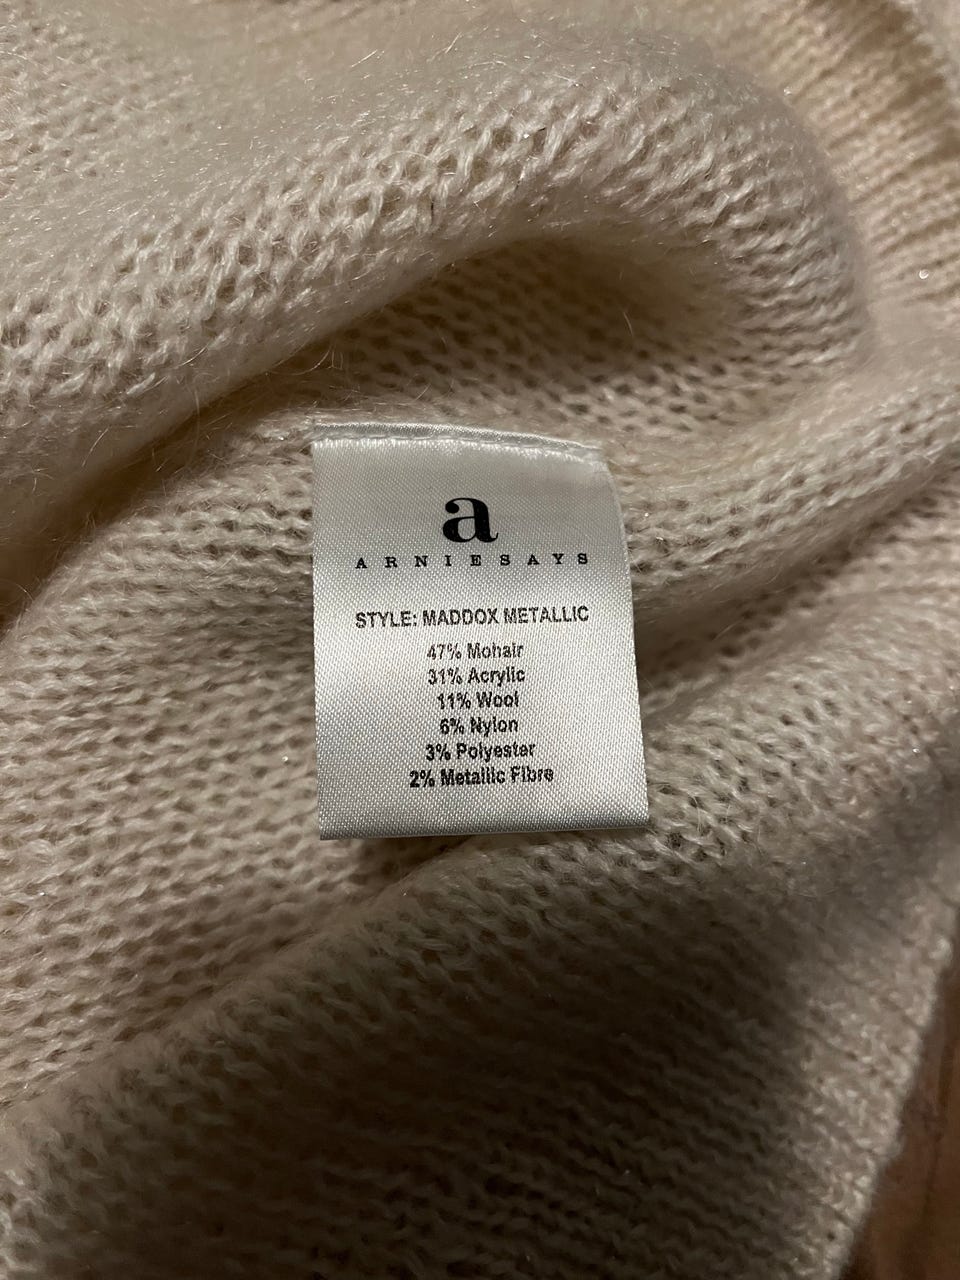 a
ARNIESAYS
STYLE: MADDOX METALLIC
47% Mohair
31% Acrylic
11% Wool
6% Nylon
3% Polyester
2% Metallic Fibre